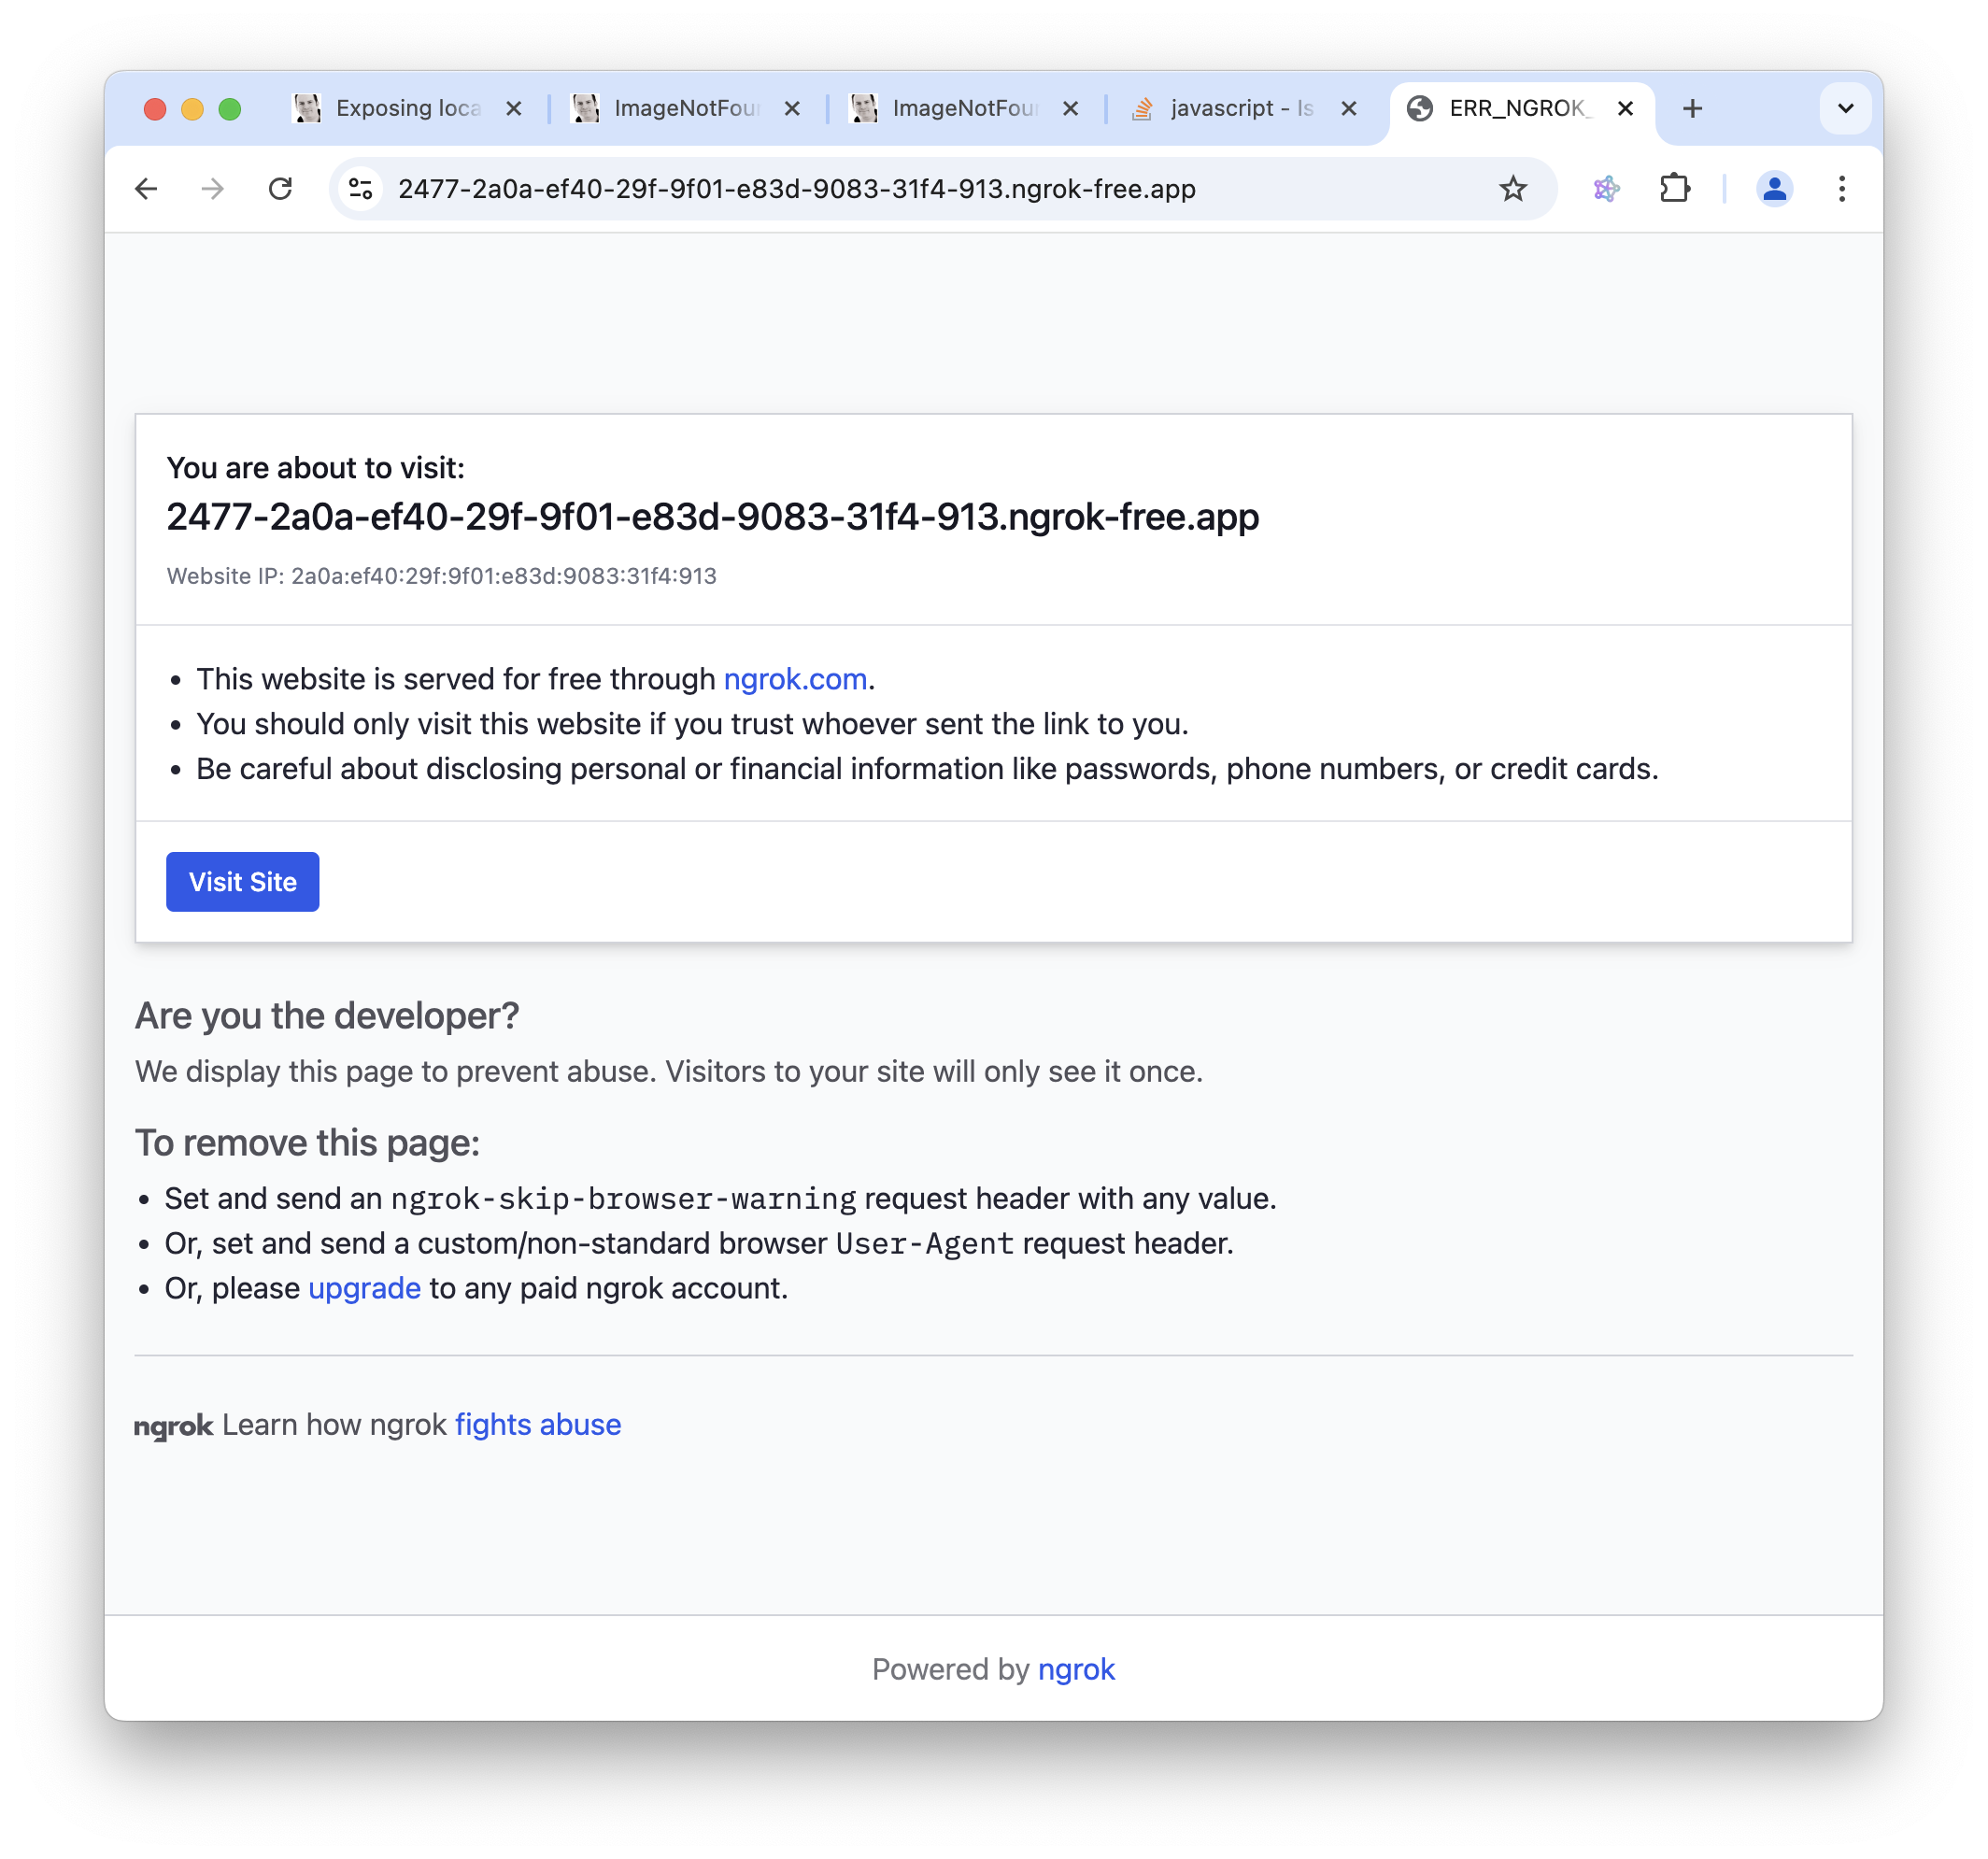 Exposing loca
ImageNotFou
ImageNotFou
javascript - Is
ERR_NGROK_
2477-2a0a-ef40-29f-9f01-e83d-9083-31f4-913.ngrok-free.app
You are about to visit:
2477-2a0a-ef40-29f-9f01-e83d-9083-31f4-913.ngrok-free.app
Website IP: 2a0a:ef40:29f:9f01:e83d:9083:31f4:913
• This website is served for free through ngrok.com.
• You should only visit this website if you trust whoever sent the link to you.
• Be careful about disclosing personal or financial information like passwords, phone numbers, or credit cards.
Visit Site
Are you the developer?
We display this page to prevent abuse. Visitors to your site will only see it once.
To remove this page:
• Set and send an ngrok-skip-browser-warning request header with any value.
• Or, set and send a custom/non-standard browser User-Agent request header.
• Or, please upgrade to any paid ngrok account.
ngrok Learn how ngrok fights abuse
Powered by ngrok